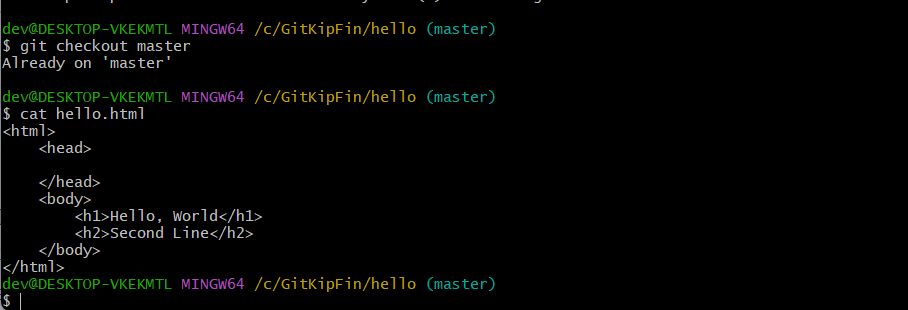 dev@DESKTOP-VKEKMTL MINGW64 /c/GitKipFin/hello (master)
$ git checkout master
Already on 'master'

dev@DESKTOP-VKEKMTL MINGW64 /c/GitKipFin/hello (master)
$ cat hello.html
<html>
    <head>

    </head>
    <body>
        <h1>Hello, World</h1>
        <h2>Second Line</h2>
    </body>
</html>
dev@DESKTOP-VKEKMTL MINGW64 /c/GitKipFin/hello (master)
$